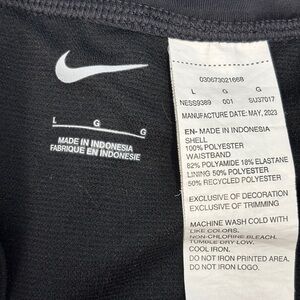 L G G
MADE IN INDONESIA
FABRIQUE EN INDONESIE
030673021668
L G G
NESS9389 001 SU37017
MANUFACTURE DATE: MAY, 2023
EN- MADE IN INDONESIA
SHELL
100% POLYESTER
WAISTBAND
82% POLYAMIDE 18% ELASTANE
LINING 50% POLYESTER
50% RECYCLED POLYESTER
EXCLUSIVE OF DECORATION
EXCLUSIVE OF TRIMMING
MACHINE WASH COLD WITH
LIKE COLORS.
NON-CHLORINE BLEACH.
TUMBLE DRY LOW.
COOL IRON.
DO NOT IRON PRINTED AREA.
DO NOT IRON LOGO.